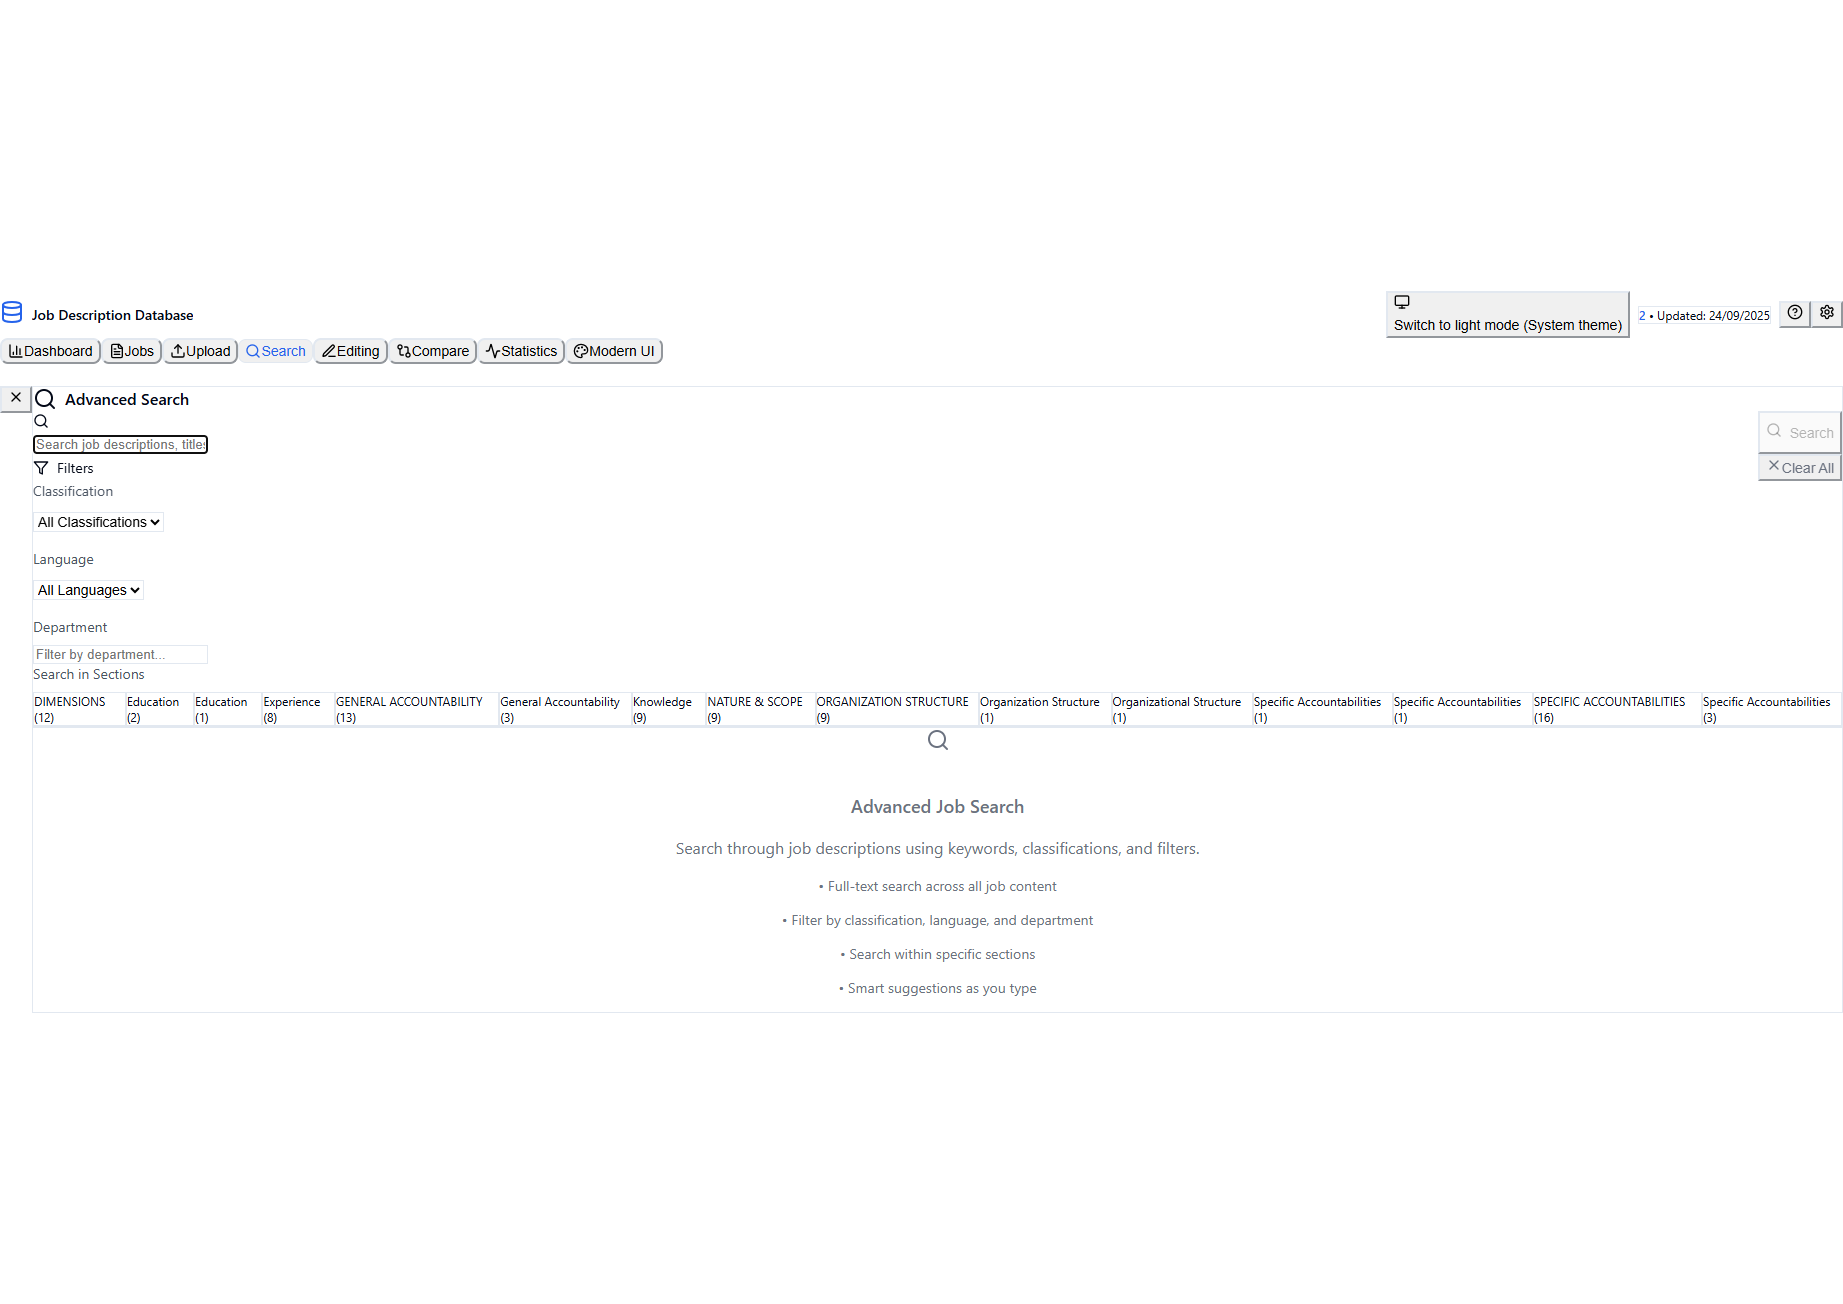 Job Description Database
Switch to light mode (System theme)
2 • Updated: 24/09/2025
Dashboard
Jobs
Upload
Search
Editing
Compare
Statistics
Modern UI
Advanced Search
Search job descriptions, titles
Search
Filters
Clear All
Classification
All Classifications
Language
All Languages
Department
Filter by department...
Search in Sections
DIMENSIONS
(12)
Education
(2)
Education
(1)
Experience
(8)
GENERAL ACCOUNTABILITY
(13)
General Accountability
(3)
Knowledge
(9)
NATURE & SCOPE
(9)
ORGANIZATION STRUCTURE
(9)
Organization Structure
(1)
Organizational Structure
(1)
Specific Accountabilities
(1)
Specific Accountabilities
(1)
SPECIFIC ACCOUNTABILITIES
(16)
Specific Accountabilities
(3)
Advanced Job Search
Search through job descriptions using keywords, classifications, and filters.
• Full-text search across all job content
• Filter by classification, language, and department
• Search within specific sections
• Smart suggestions as you type